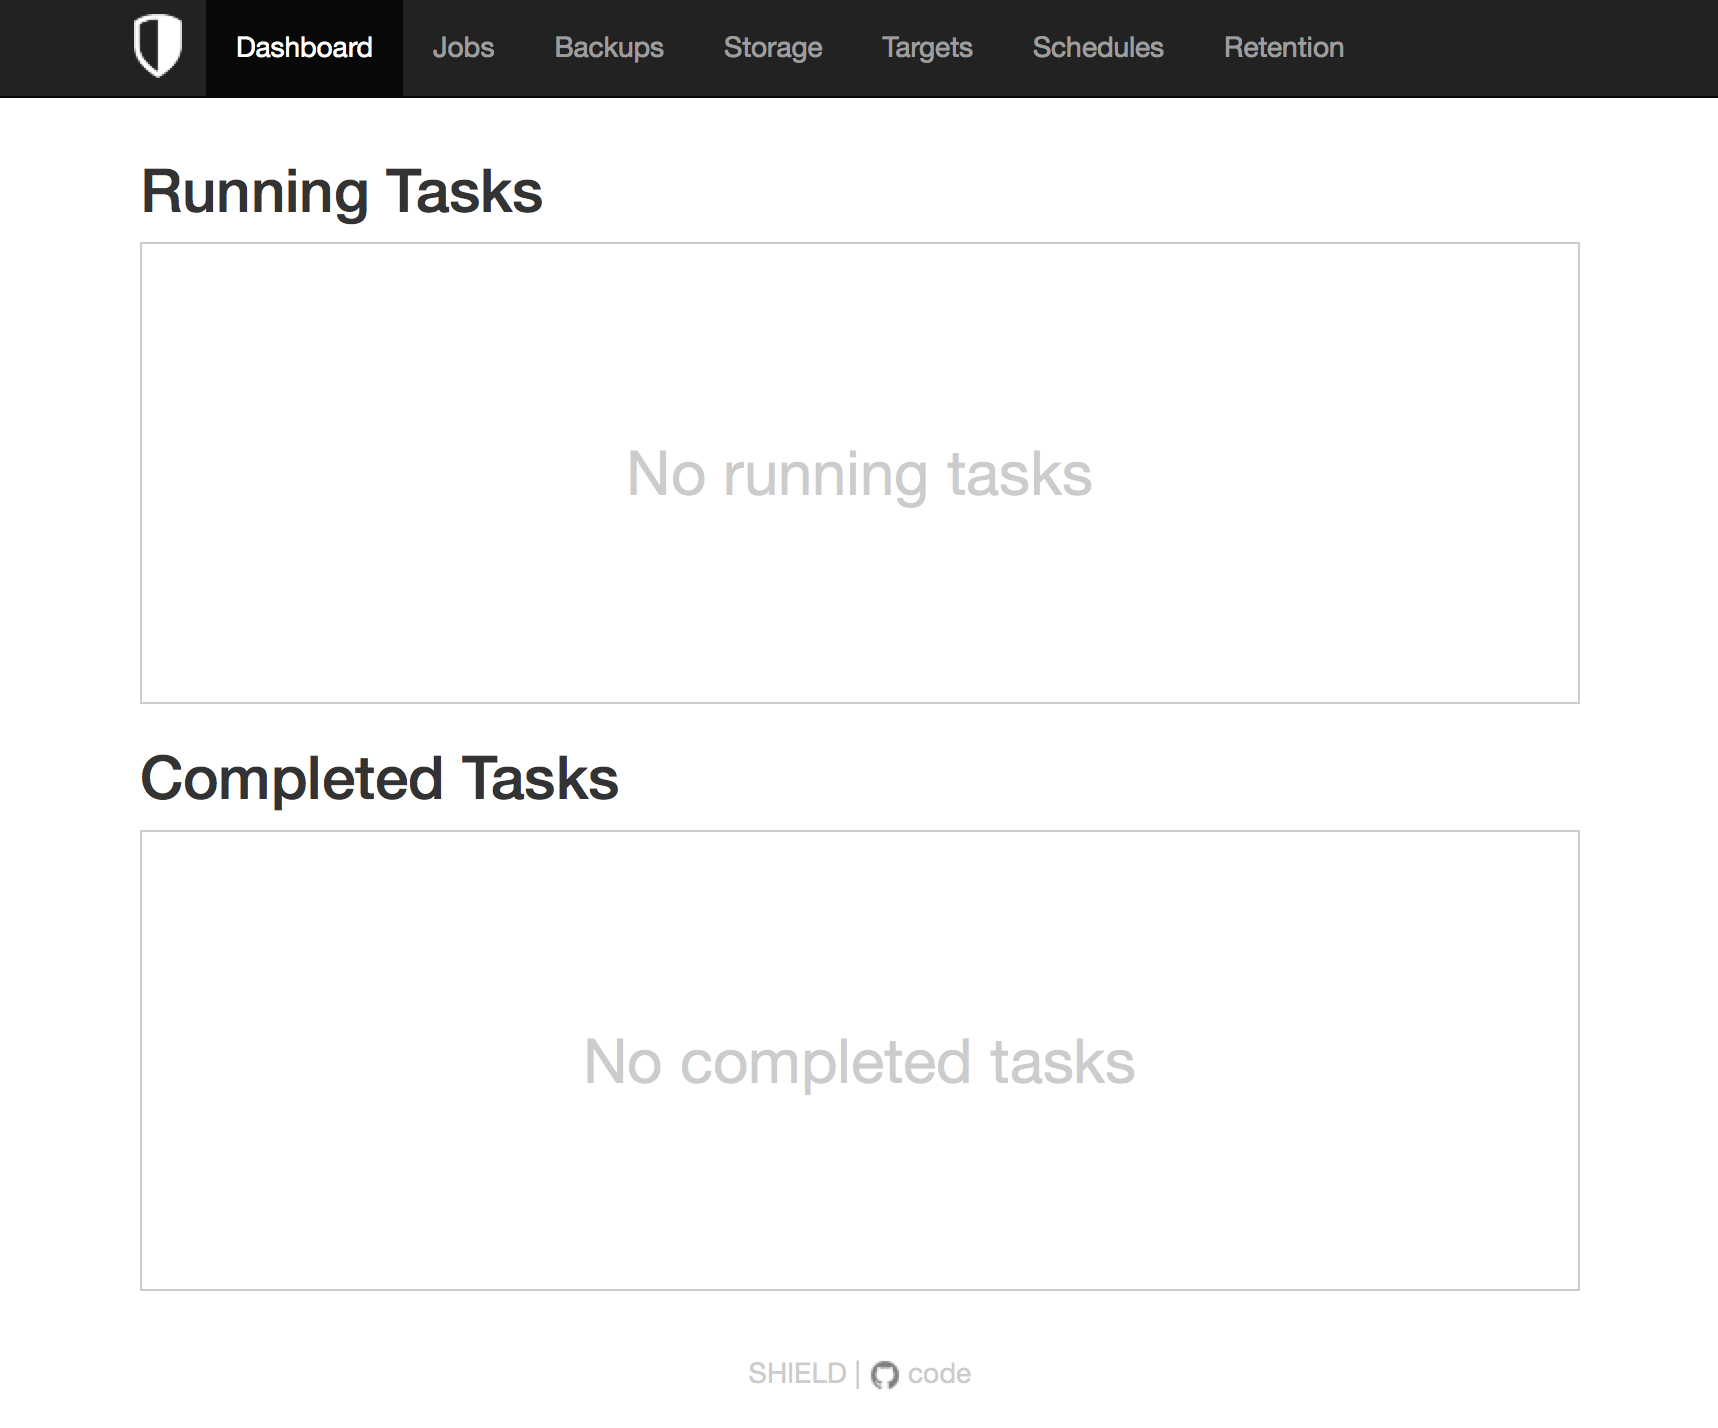 Dashboard Jobs Backups Storage Targets Schedules Retention
Running Tasks
No running tasks
Completed Tasks
No completed tasks
SHIELD | code